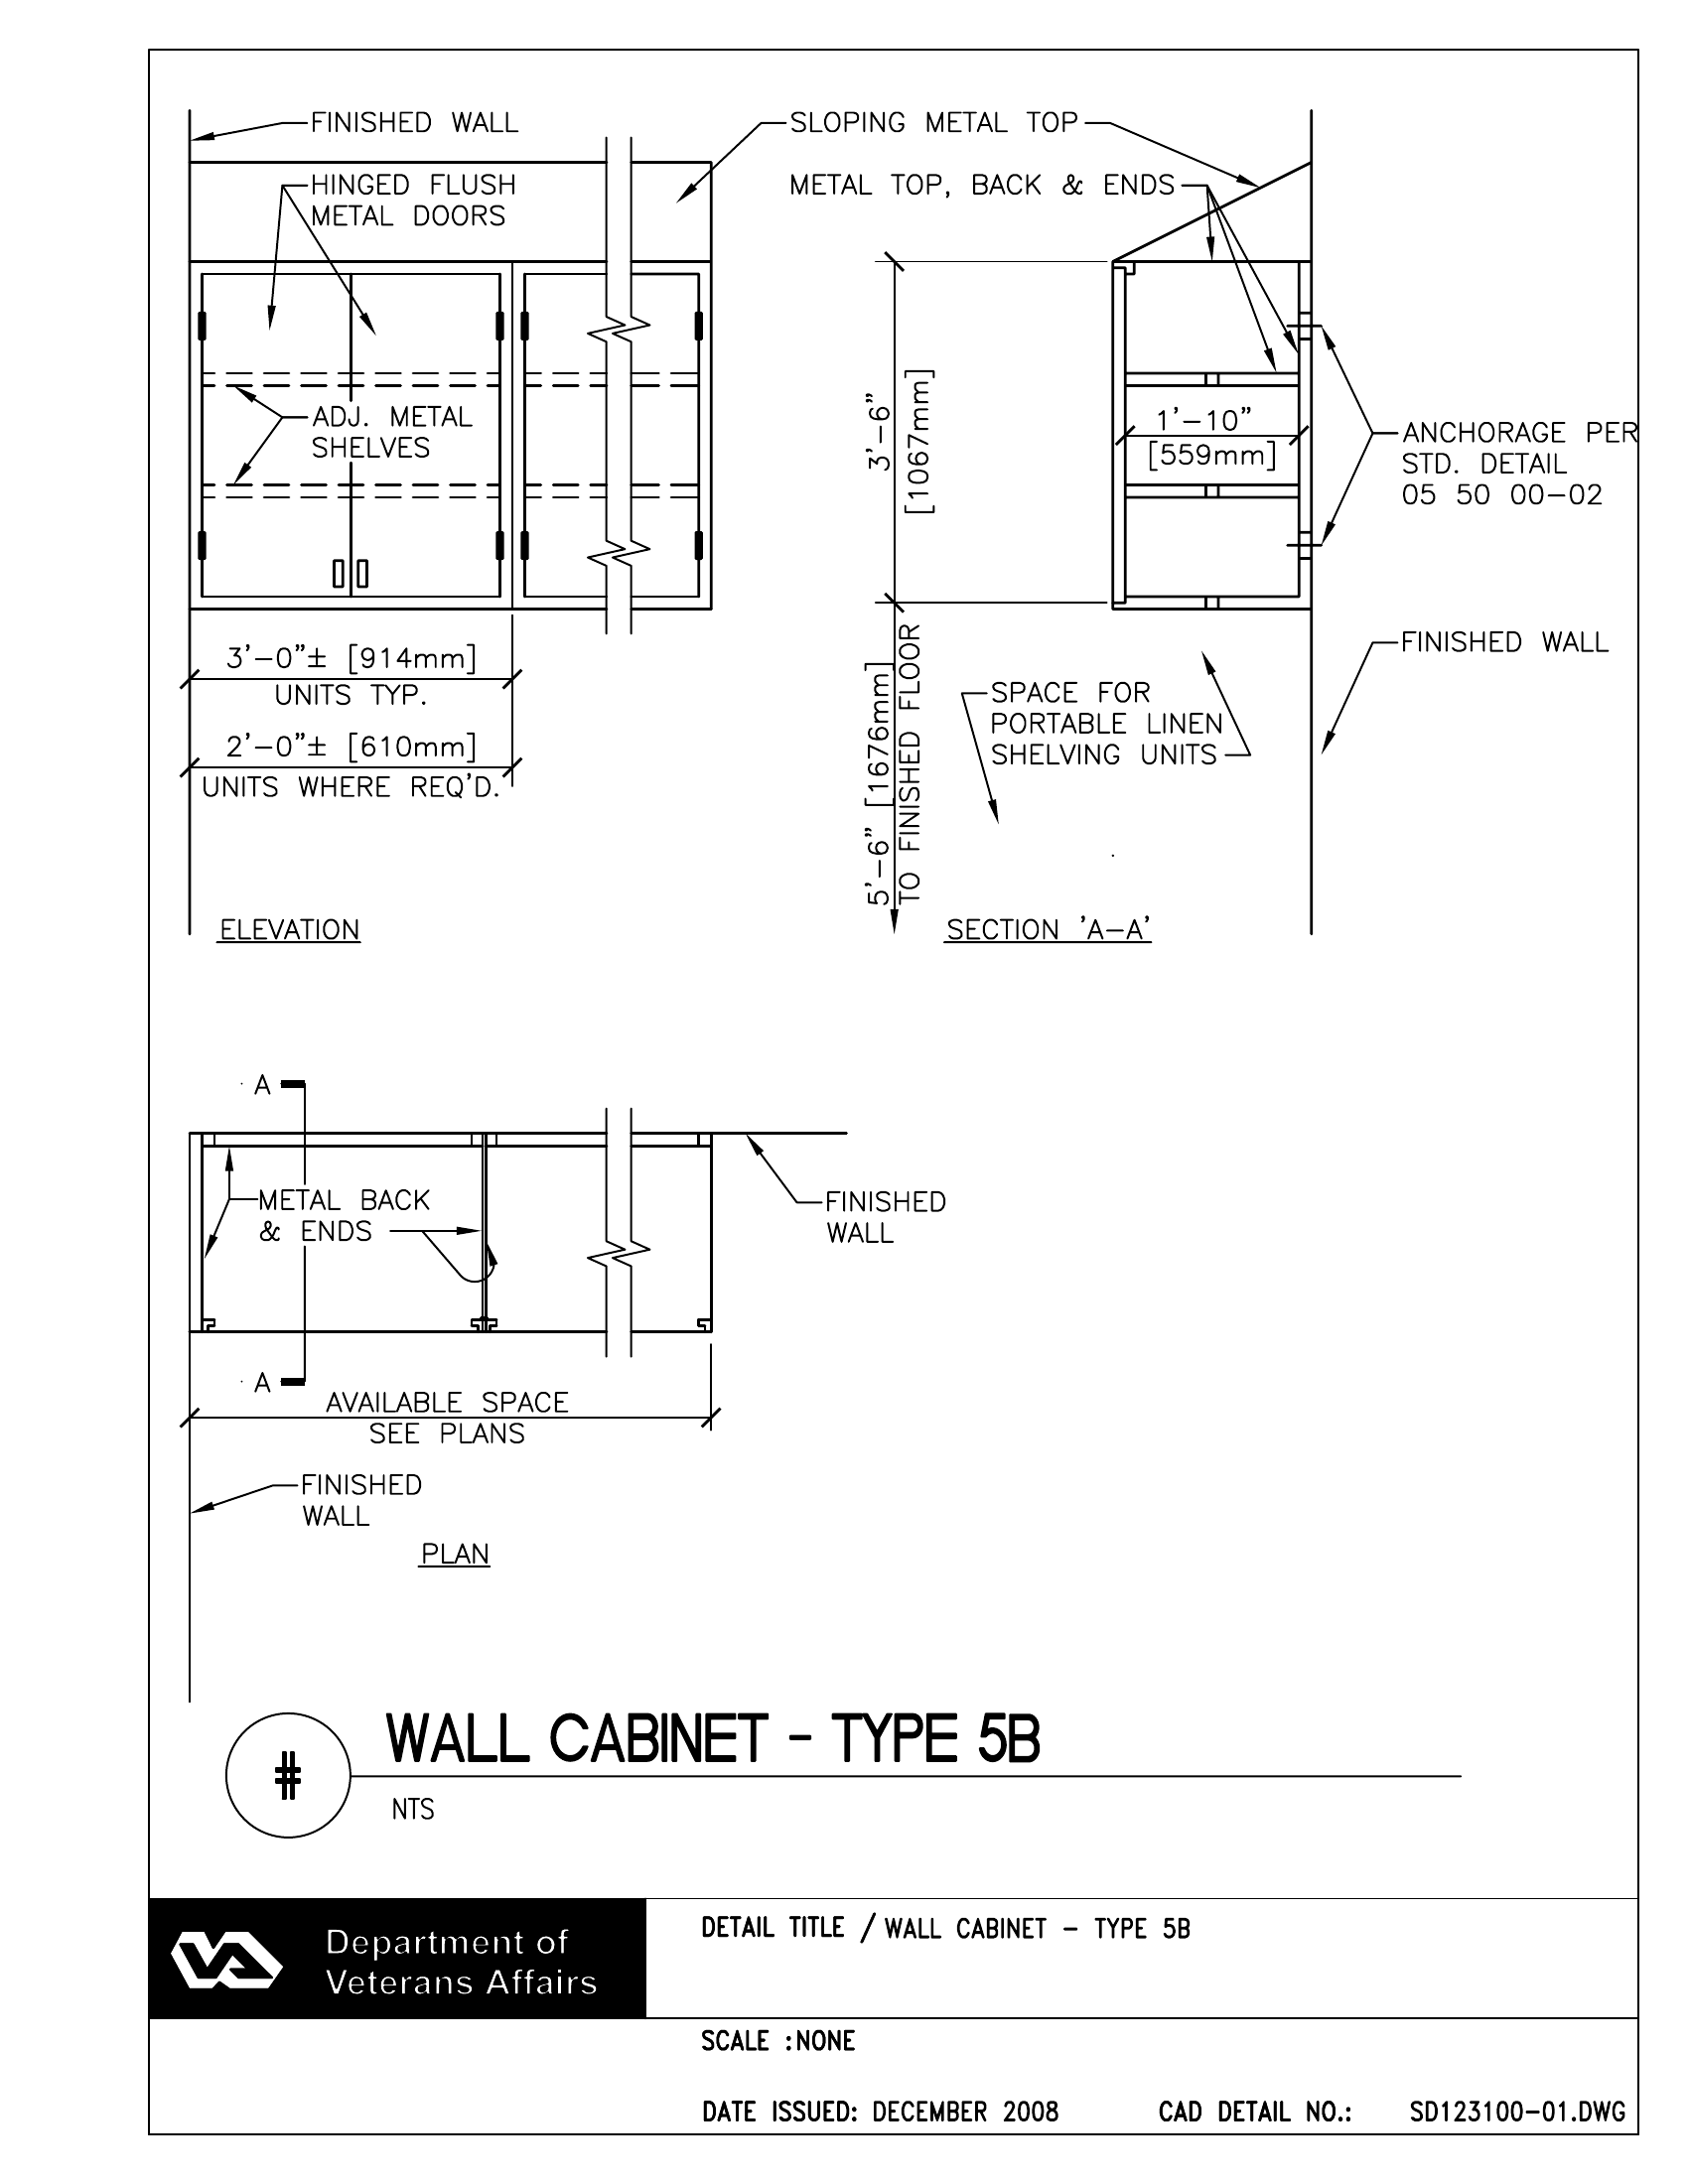 FINISHED WALL
SLOPING METAL TOP
HINGED FLUSH
METAL DOORS
METAL TOP, BACK & ENDS
ADJ. METAL
SHELVES
3'-6"
[1067mm]
1'-10"
[559mm]
ANCHORAGE PER
STD. DETAIL
05 50 00-02
3'-0"± [914mm]
UNITS TYP.
2'-0"± [610mm]
UNITS WHERE REQ'D.
5'-6" [1676mm]
TO FINISHED FLOOR
SPACE FOR
PORTABLE LINEN
SHELVING UNITS
FINISHED WALL
ELEVATION
SECTION 'A-A'
A
METAL BACK
& ENDS
FINISHED
WALL
A
AVAILABLE SPACE
SEE PLANS
FINISHED
WALL
PLAN
#
WALL CABINET - TYPE 5B
NTS
VA
Department of
Veterans Affairs
DETAIL TITLE / WALL CABINET - TYPE 5B
SCALE :NONE
DATE ISSUED: DECEMBER 2008
CAD DETAIL NO.: SD123100-01.DWG